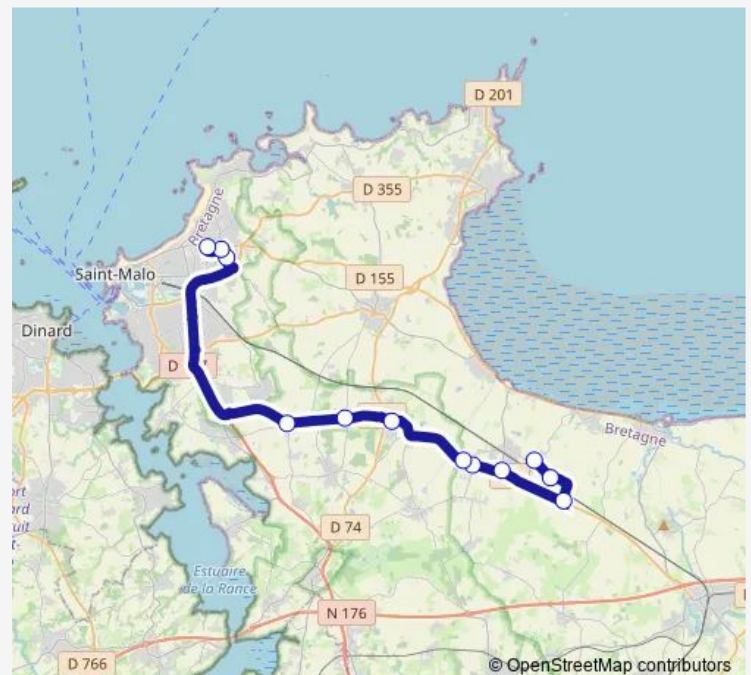 D 201
Bretagne
D 355
Saint-Malo
D 155
Dinard
D
Bretagne
D 74
Estuaire
de la Rance
N 176
D 766
© OpenStreetMap contributors